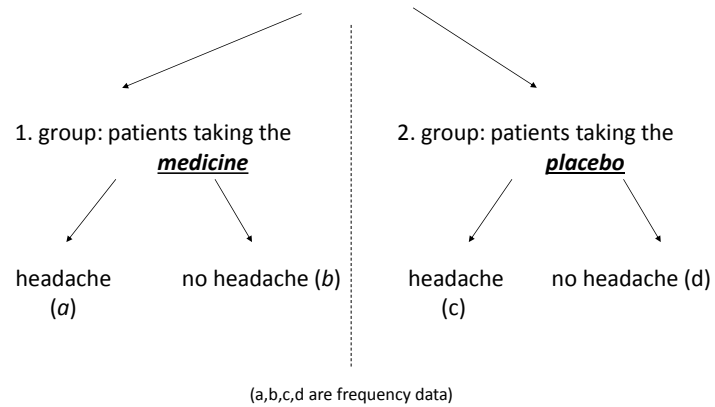 1. group: patients taking the
medicine
2. group: patients taking the
placebo
headache
(a)
no headache (b)
headache
(c)
no headache (d)
(a,b,c,d are frequency data)